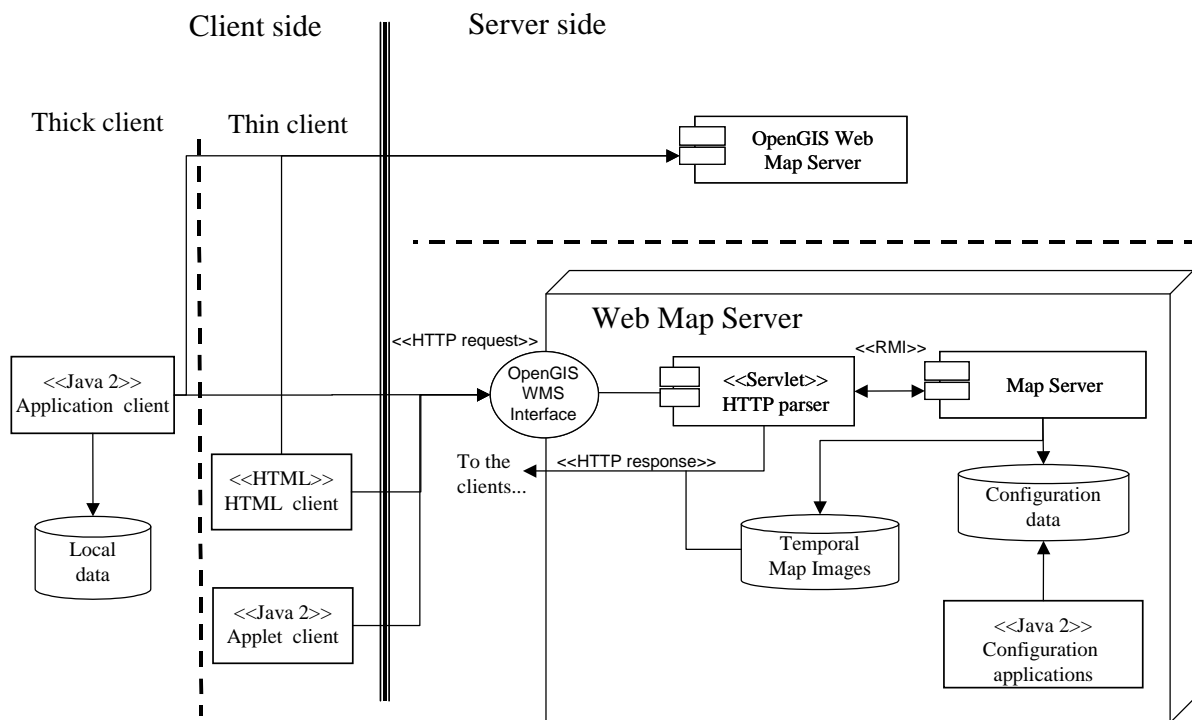 Client side
Server side
Thick client
Thin client
OpenGIS Web
Map Server
Web Map Server
<<HTTP request>>
<<RMI>>
<<Java 2>>
Application client
OpenGIS
WMS
Interface
<<Servlet>>
HTTP parser
Map Server
To the
clients...
<<HTTP response>>
<<HTML>>
HTML client
Configuration
data
Local
data
Temporal
Map Images
<<Java 2>>
Applet client
<<Java 2>>
Configuration
applications